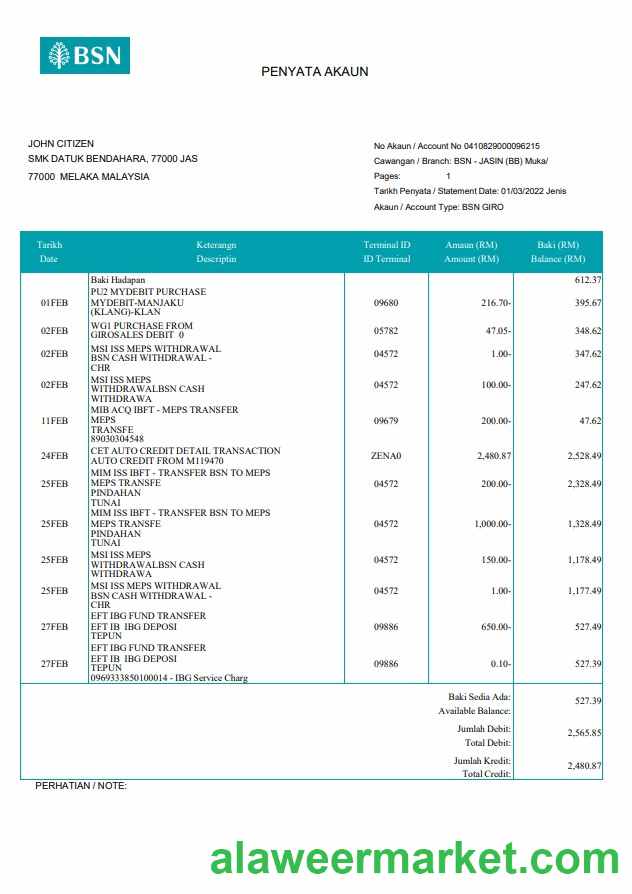 BSN
PENYATA AKAUN
JOHN CITIZEN
SMK DATUK BENDAHARA, 77000 JAS
77000 MELAKA MALAYSIA
No Akaun / Account No 0410829000096215
Cawangan / Branch: BSN - JASIN (BB) Muka/
Pages: 1
Tarikh Penyata / Statement Date: 01/03/2022 Jenis
Akaun / Account Type: BSN GIRO
Tarikh Keterangn Terminal ID Amaun (RM) Baki (RM)
Date Descriptin ID Terminal Amount (RM) Balance (RM)
Baki Hadapan 612.37
PU2 MYDEBIT PURCHASE
01FEB MYDEBIT-MANJAKU 09680 216.70- 395.67
(KLANG)-KLAN
WG1 PURCHASE FROM
02FEB GIROSALES DEBIT 0 05782 47.05- 348.62
MSI ISS MEPS WITHDRAWAL
02FEB BSN CASH WITHDRAWAL - 04572 1.00- 347.62
CHR
MSI ISS MEPS
02FEB WITHDRAWALBSN CASH 04572 100.00- 247.62
WITHDRAWA
MIB ACQ IBFT - MEPS TRANSFER
MEPS
11FEB TRANSFE 09679 200.00- 47.62
89030304548
CET AUTO CREDIT DETAIL TRANSACTION
24FEB AUTO CREDIT FROM M119470 ZENA0 2,480.87 2,528.49
MIM ISS IBFT - TRANSFER BSN TO MEPS
25FEB MEPS TRANSFE 04572 200.00- 2,328.49
PINDAHAN
TUNAI
MIM ISS IBFT - TRANSFER BSN TO MEPS
25FEB MEPS TRANSFE 04572 1,000.00- 1,328.49
PINDAHAN
TUNAI
MSI ISS MEPS
25FEB WITHDRAWALBSN CASH 04572 150.00- 1,178.49
WITHDRAWA
MSI ISS MEPS WITHDRAWAL
25FEB BSN CASH WITHDRAWAL - 04572 1.00- 1,177.49
CHR
EFT IBG FUND TRANSFER
27FEB EFT IB IBG DEPOSI 09886 650.00- 527.49
TEPUN
EFT IBG FUND TRANSFER
27FEB EFT IB IBG DEPOSI 09886 0.10- 527.39
TEPUN
0969333850100014 - IBG Service Charg
Baki Sedia Ada: 527.39
Available Balance:
Jumlah Debit: 2,565.85
Total Debit:
Jumlah Kredit: 2,480.87
Total Credit:
PERHATIAN / NOTE:
alaweermarket.com